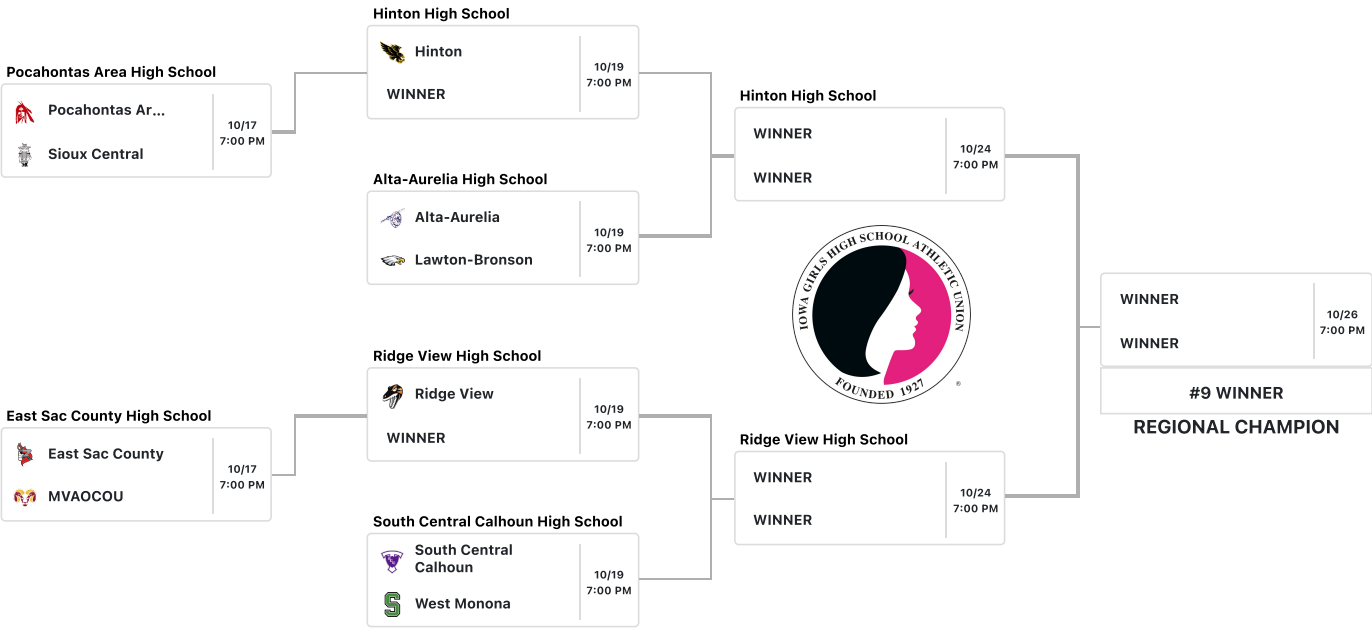 Pocahontas Area High School
Pocahontas Ar...
Sioux Central
10/17
7:00 PM
East Sac County High School
East Sac County
MVAOCOU
10/17
7:00 PM
Hinton High School
Hinton
WINNER
10/19
7:00 PM
Alta-Aurelia High School
Alta-Aurelia
Lawton-Bronson
10/19
7:00 PM
Ridge View High School
Ridge View
WINNER
10/19
7:00 PM
South Central Calhoun High School
South Central
Calhoun
West Monona
10/19
7:00 PM
Hinton High School
WINNER
WINNER
10/24
7:00 PM
IOWA GIRLS HIGH SCHOOL ATHLETIC UNION
FOUNDED 1927
®
Ridge View High School
WINNER
WINNER
10/24
7:00 PM
WINNER
WINNER
10/26
7:00 PM
#9 WINNER
REGIONAL CHAMPION